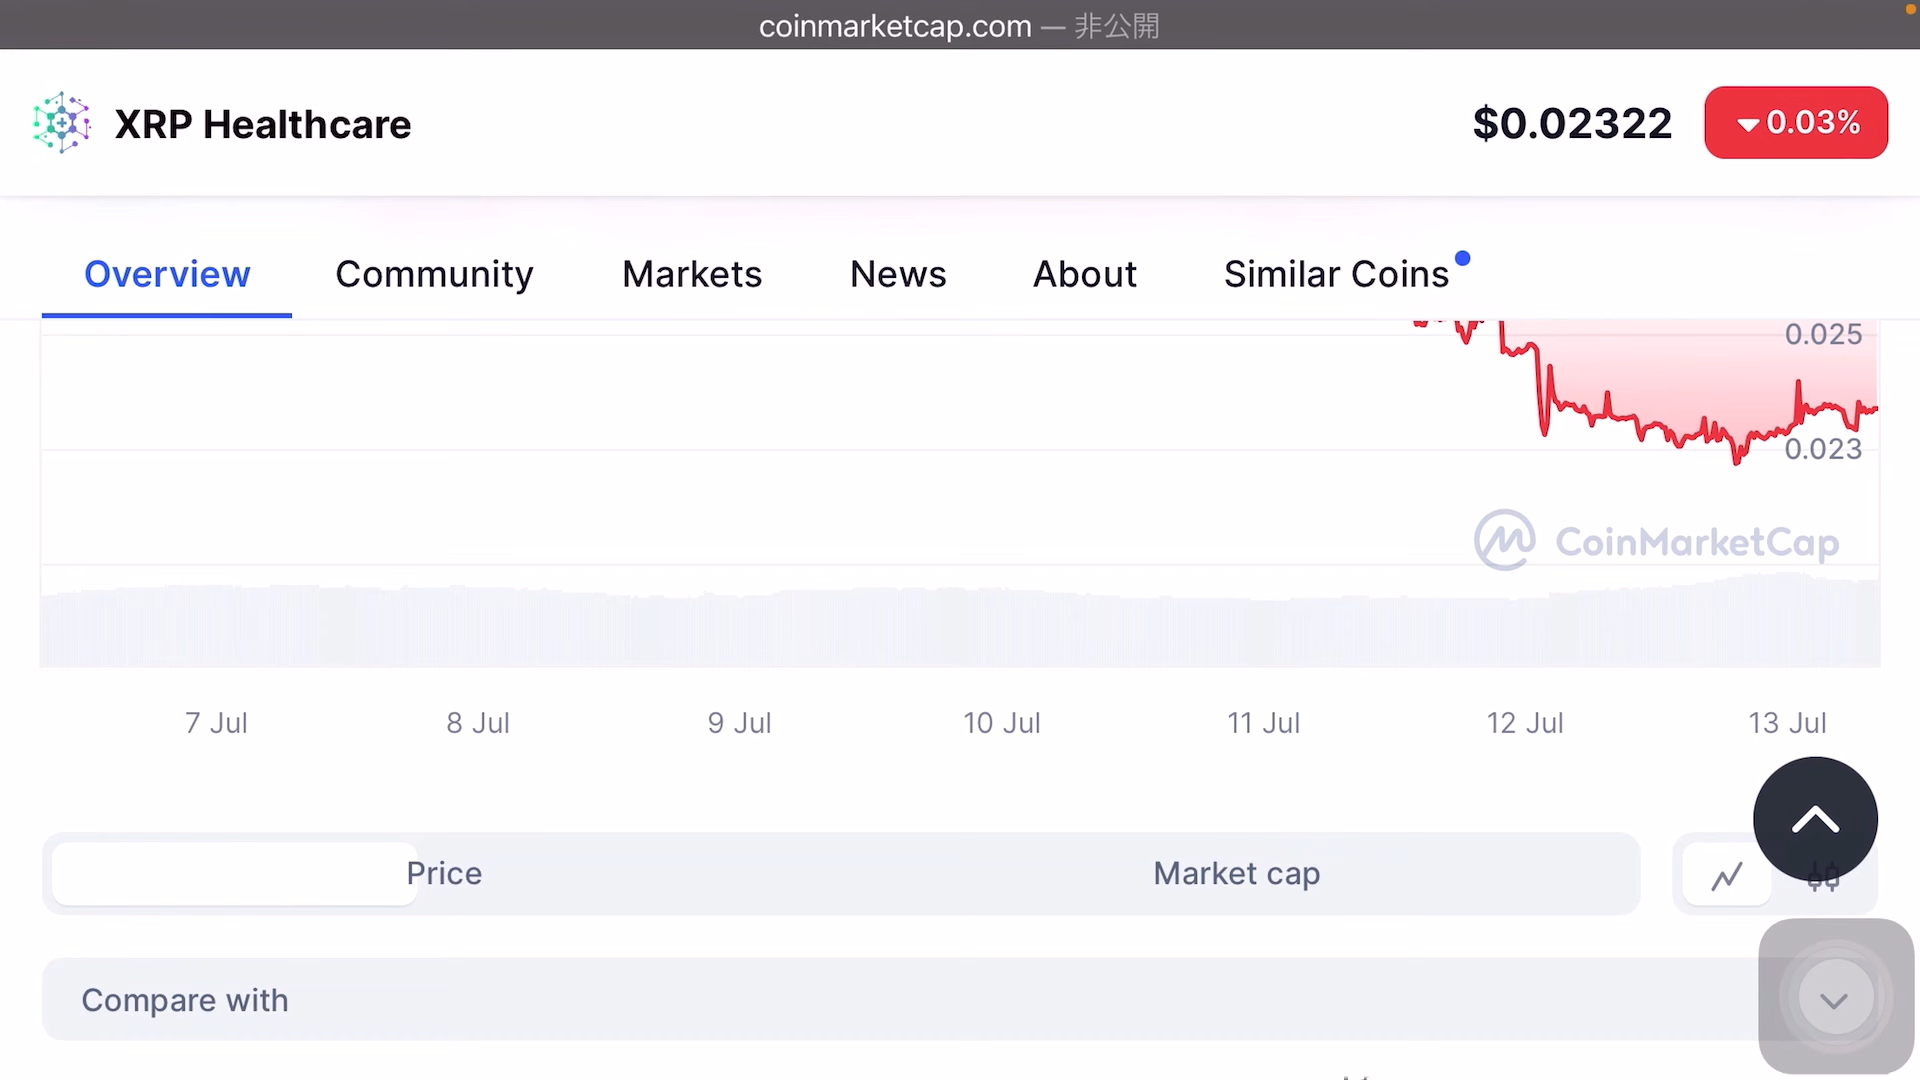 coinmarketcap.com — 非公開
XRP Healthcare
$0.02322
0.03%
Overview
Community
Markets
News
About
Similar Coins
0.025
0.023
CoinMarketCap
7 Jul
8 Jul
9 Jul
10 Jul
11 Jul
12 Jul
13 Jul
Price
Market cap
Compare with